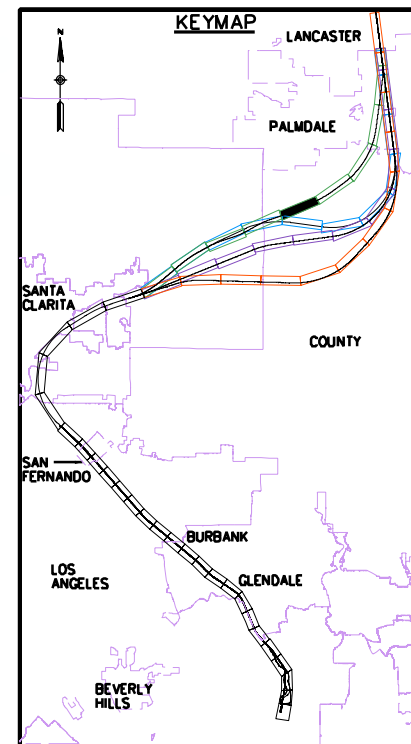 KEYMAP
N
LANCASTER
PALMDALE
SANTA
CLARITA
COUNTY
SAN
FERNANDO
BURBANK
LOS
ANGELES
GLENDALE
BEVERLY
HILLS